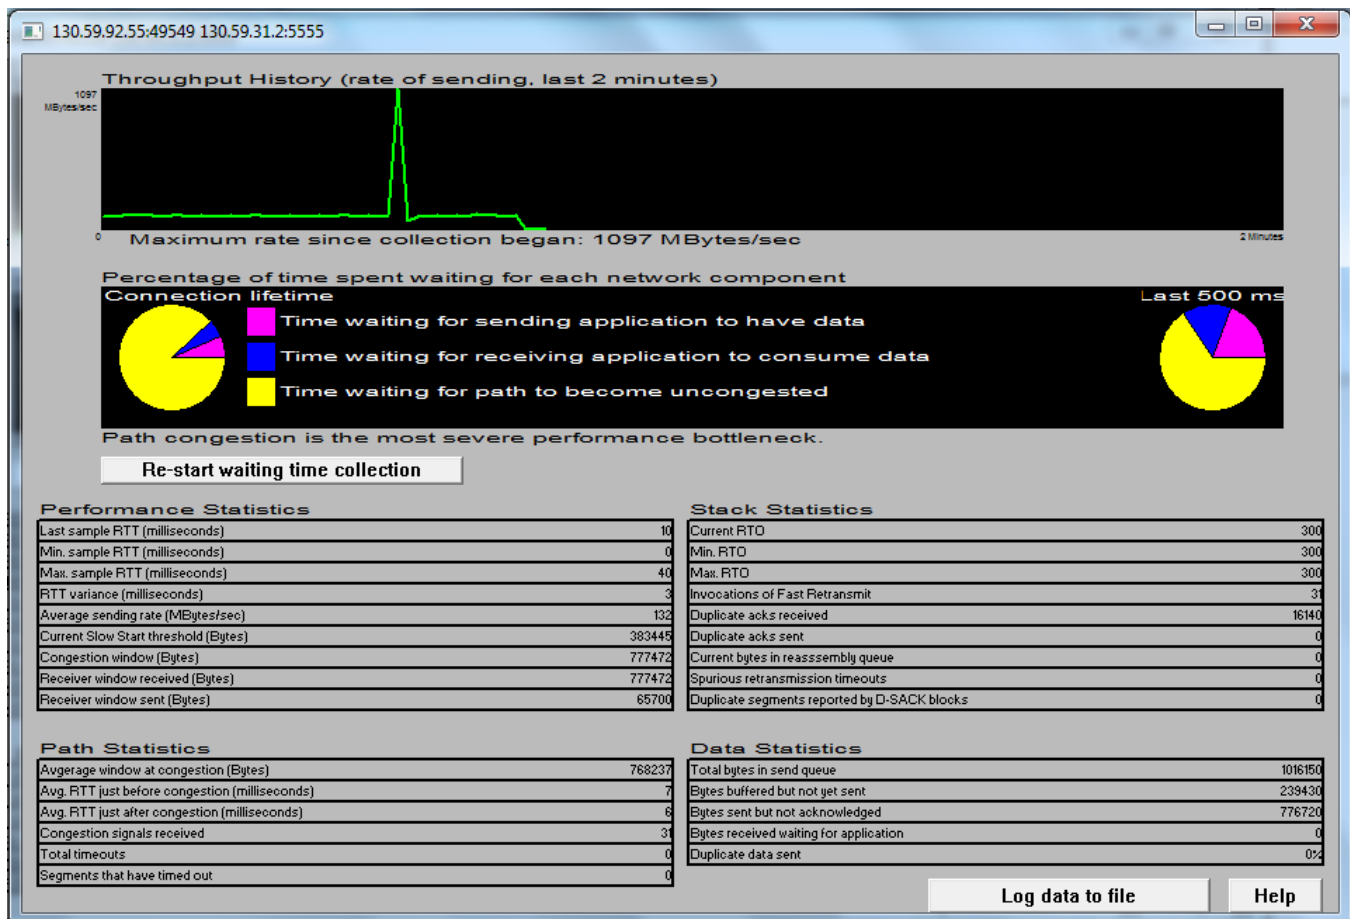 130.59.92.55:49549 130.59.31.2:5555
Throughput History (rate of sending, last 2 minutes)
1097
MBytes/sec
0
Maximum rate since collection began: 1097 MBytes/sec
2 Minutes
Percentage of time spent waiting for each network component
Connection lifetime
Last 500 ms
Time waiting for sending application to have data
Time waiting for receiving application to consume data
Time waiting for path to become uncongested
Path congestion is the most severe performance bottleneck.
Re-start waiting time collection
Performance Statistics
Last sample RTT (milliseconds) 10
Min. sample RTT (milliseconds) 0
Max. sample RTT (milliseconds) 40
RTT variance (milliseconds) 3
Average sending rate (MBytes/sec) 132
Current Slow Start threshold (Bytes) 383445
Congestion window (Bytes) 777472
Receiver window received (Bytes) 777472
Receiver window sent (Bytes) 65700
Stack Statistics
Current RTO 300
Min. RTO 300
Max. RTO 300
Invocations of Fast Retransmit 31
Duplicate acks received 16140
Duplicate acks sent 0
Current bytes in reasssembly queue 0
Spurious retransmission timeouts 0
Duplicate segments reported by D-SACK blocks 0
Path Statistics
Avgerage window at congestion (Bytes) 768237
Avg. RTT just before congestion (milliseconds) 7
Avg. RTT just after congestion (milliseconds) 6
Congestion signals received 31
Total timeouts 0
Segments that have timed out 0
Data Statistics
Total bytes in send queue 1016150
Bytes buffered but not yet sent 239430
Bytes sent but not acknowledged 776720
Bytes received waiting for application 0
Duplicate data sent 0%
Log data to file
Help